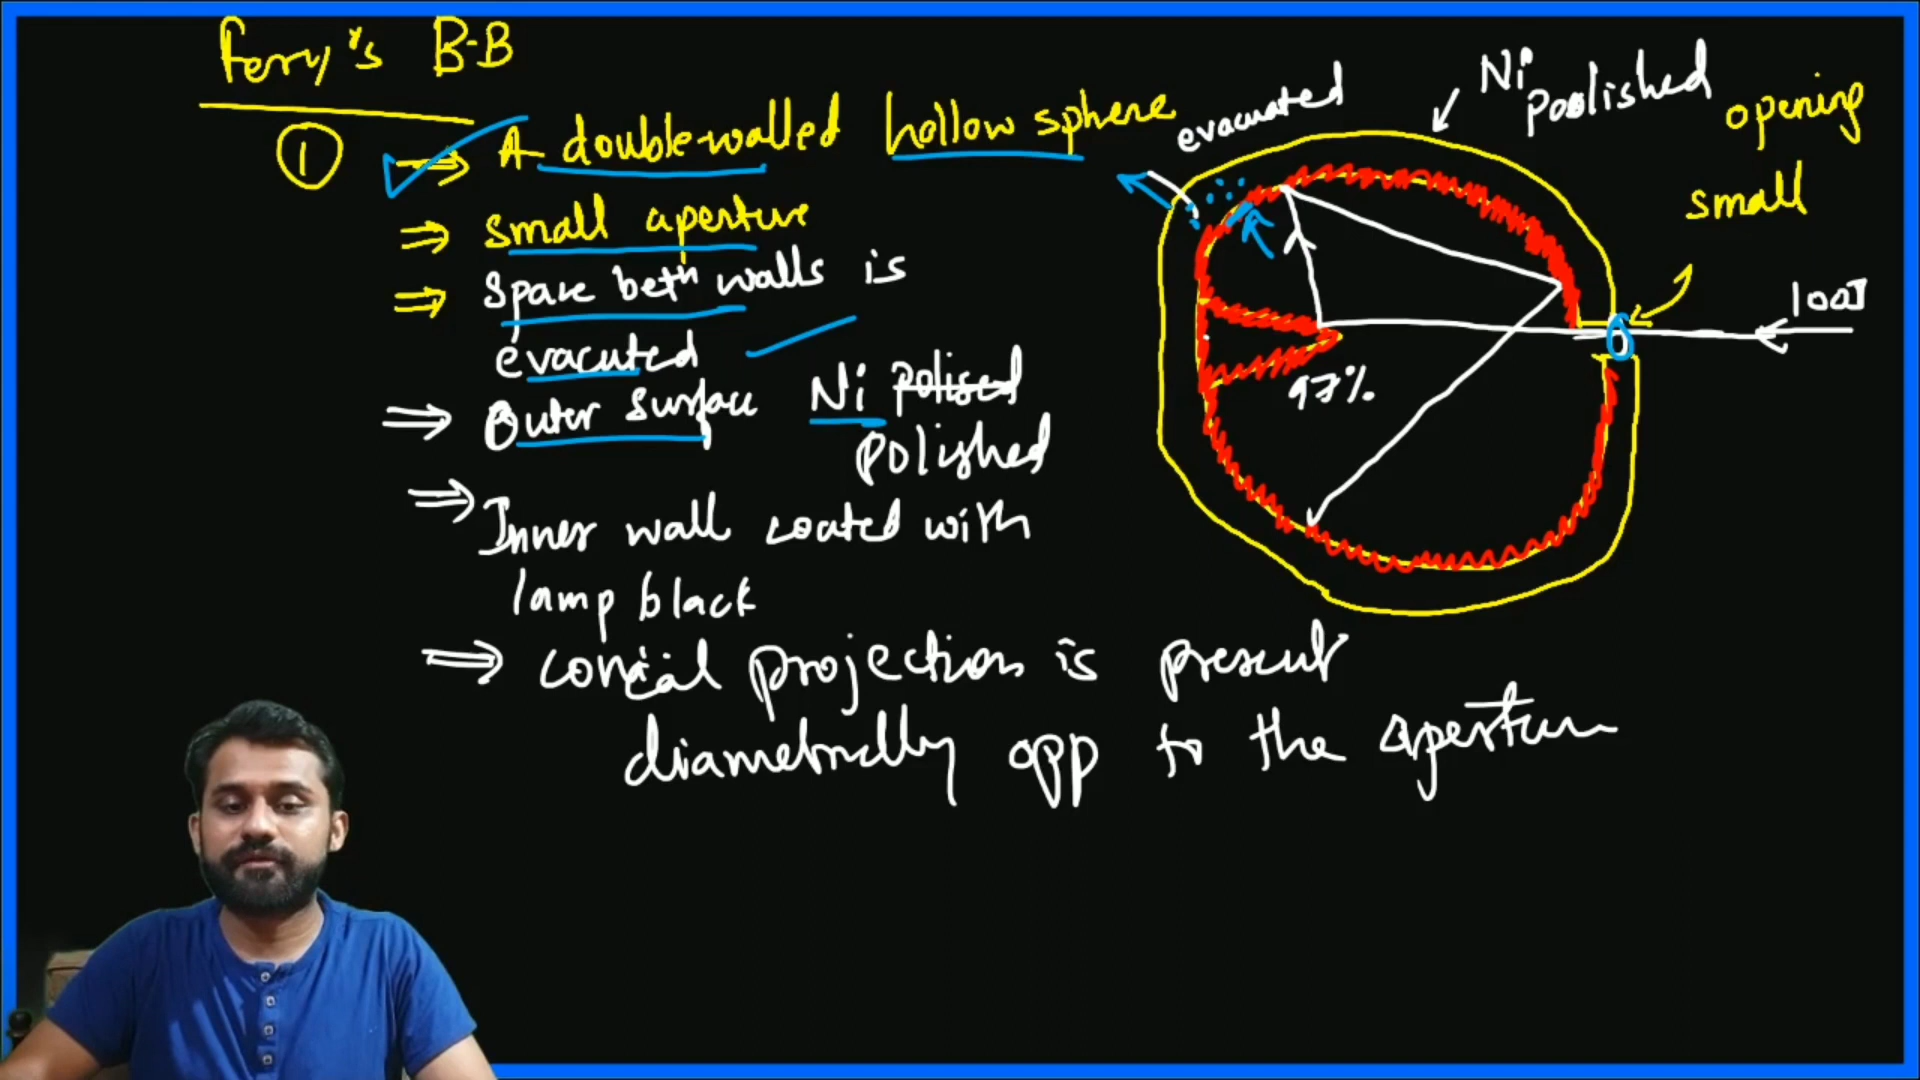 Ferry's B-B
① ⇒ A double-walled hollow sphere
⇒ small aperture
⇒ Space betn walls is
evacuted
⇒ Outer surface Ni polised
polished
⇒ Inner wall coated with
lamp black
⇒ conical projection is present
diametrically opp to the aperture
evacuated
Ni
poolished
opening
small
100J
97%